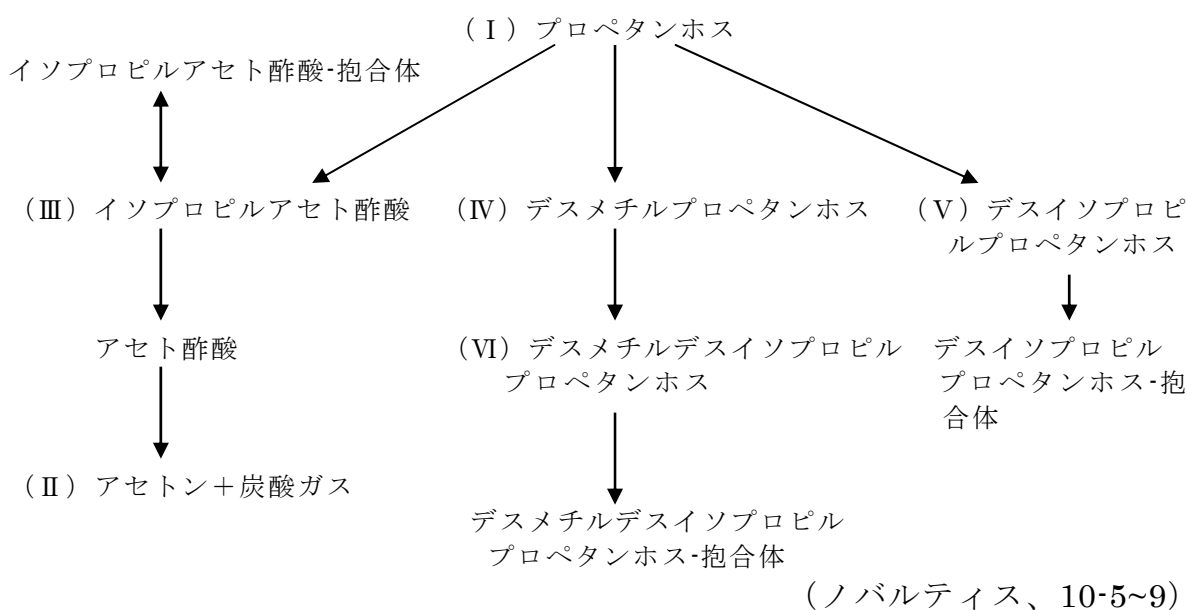 （Ⅰ）プロペタンホス
イソプロピルアセト酢酸-抱合体
（Ⅲ）イソプロピルアセト酢酸
（Ⅳ）デスメチルプロペタンホス
（Ⅴ）デスイソプロピ
ルプロペタンホス
アセト酢酸
（Ⅵ）デスメチルデスイソプロピル
プロペタンホス
デスイソプロピル
プロペタンホス-抱
合体
（Ⅱ）アセトン＋炭酸ガス
デスメチルデスイソプロピル
プロペタンホス-抱合体
（ノバルティス、10-5~9）